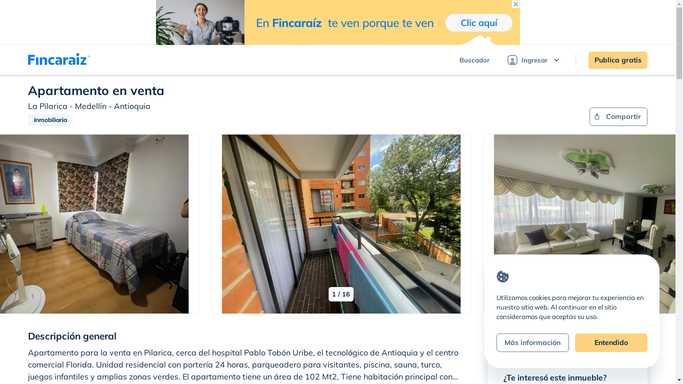 En Fincaraíz te ven porque te ven
Clic aquí
Fincaraiz
Buscador
Ingresar
Publica gratis
Apartamento en venta
La Pilarica - Medellín - Antioquia
Inmobiliaria
Compartir
1 / 16
Utilizamos cookies para mejorar tu experiencia en
nuestro sitio web. Al continuar en el sitio
consideramos que aceptas su uso.
Más información
Entendido
Descripción general
Apartamento para la venta en Pilarica, cerca del hospital Pablo Tobón Uribe, el tecnológico de Antioquia y el centro
comercial Florida. Unidad residencial con portería 24 horas, parqueadero para visitantes, piscina, sauna, turco,
juegos infantiles y amplias zonas verdes. El apartamento tiene un área de 102 Mt2, Tiene habitación principal con...
¿Te interesó este inmueble?